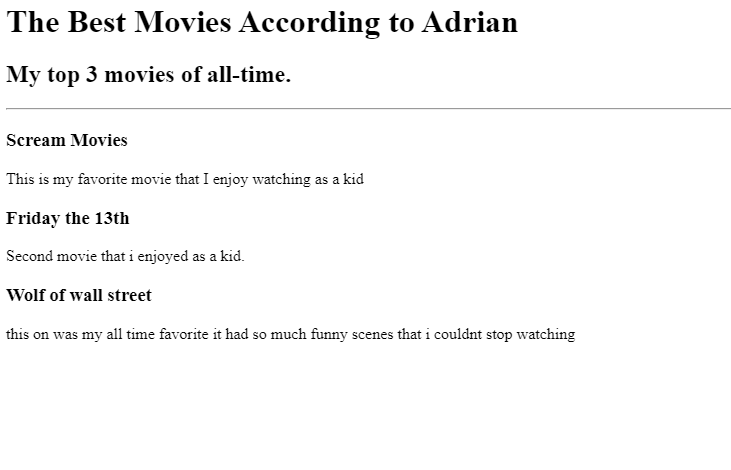 The Best Movies According to Adrian
My top 3 movies of all-time.
Scream Movies
This is my favorite movie that I enjoy watching as a kid
Friday the 13th
Second movie that i enjoyed as a kid.
Wolf of wall street
this on was my all time favorite it had so much funny scenes that i couldnt stop watching